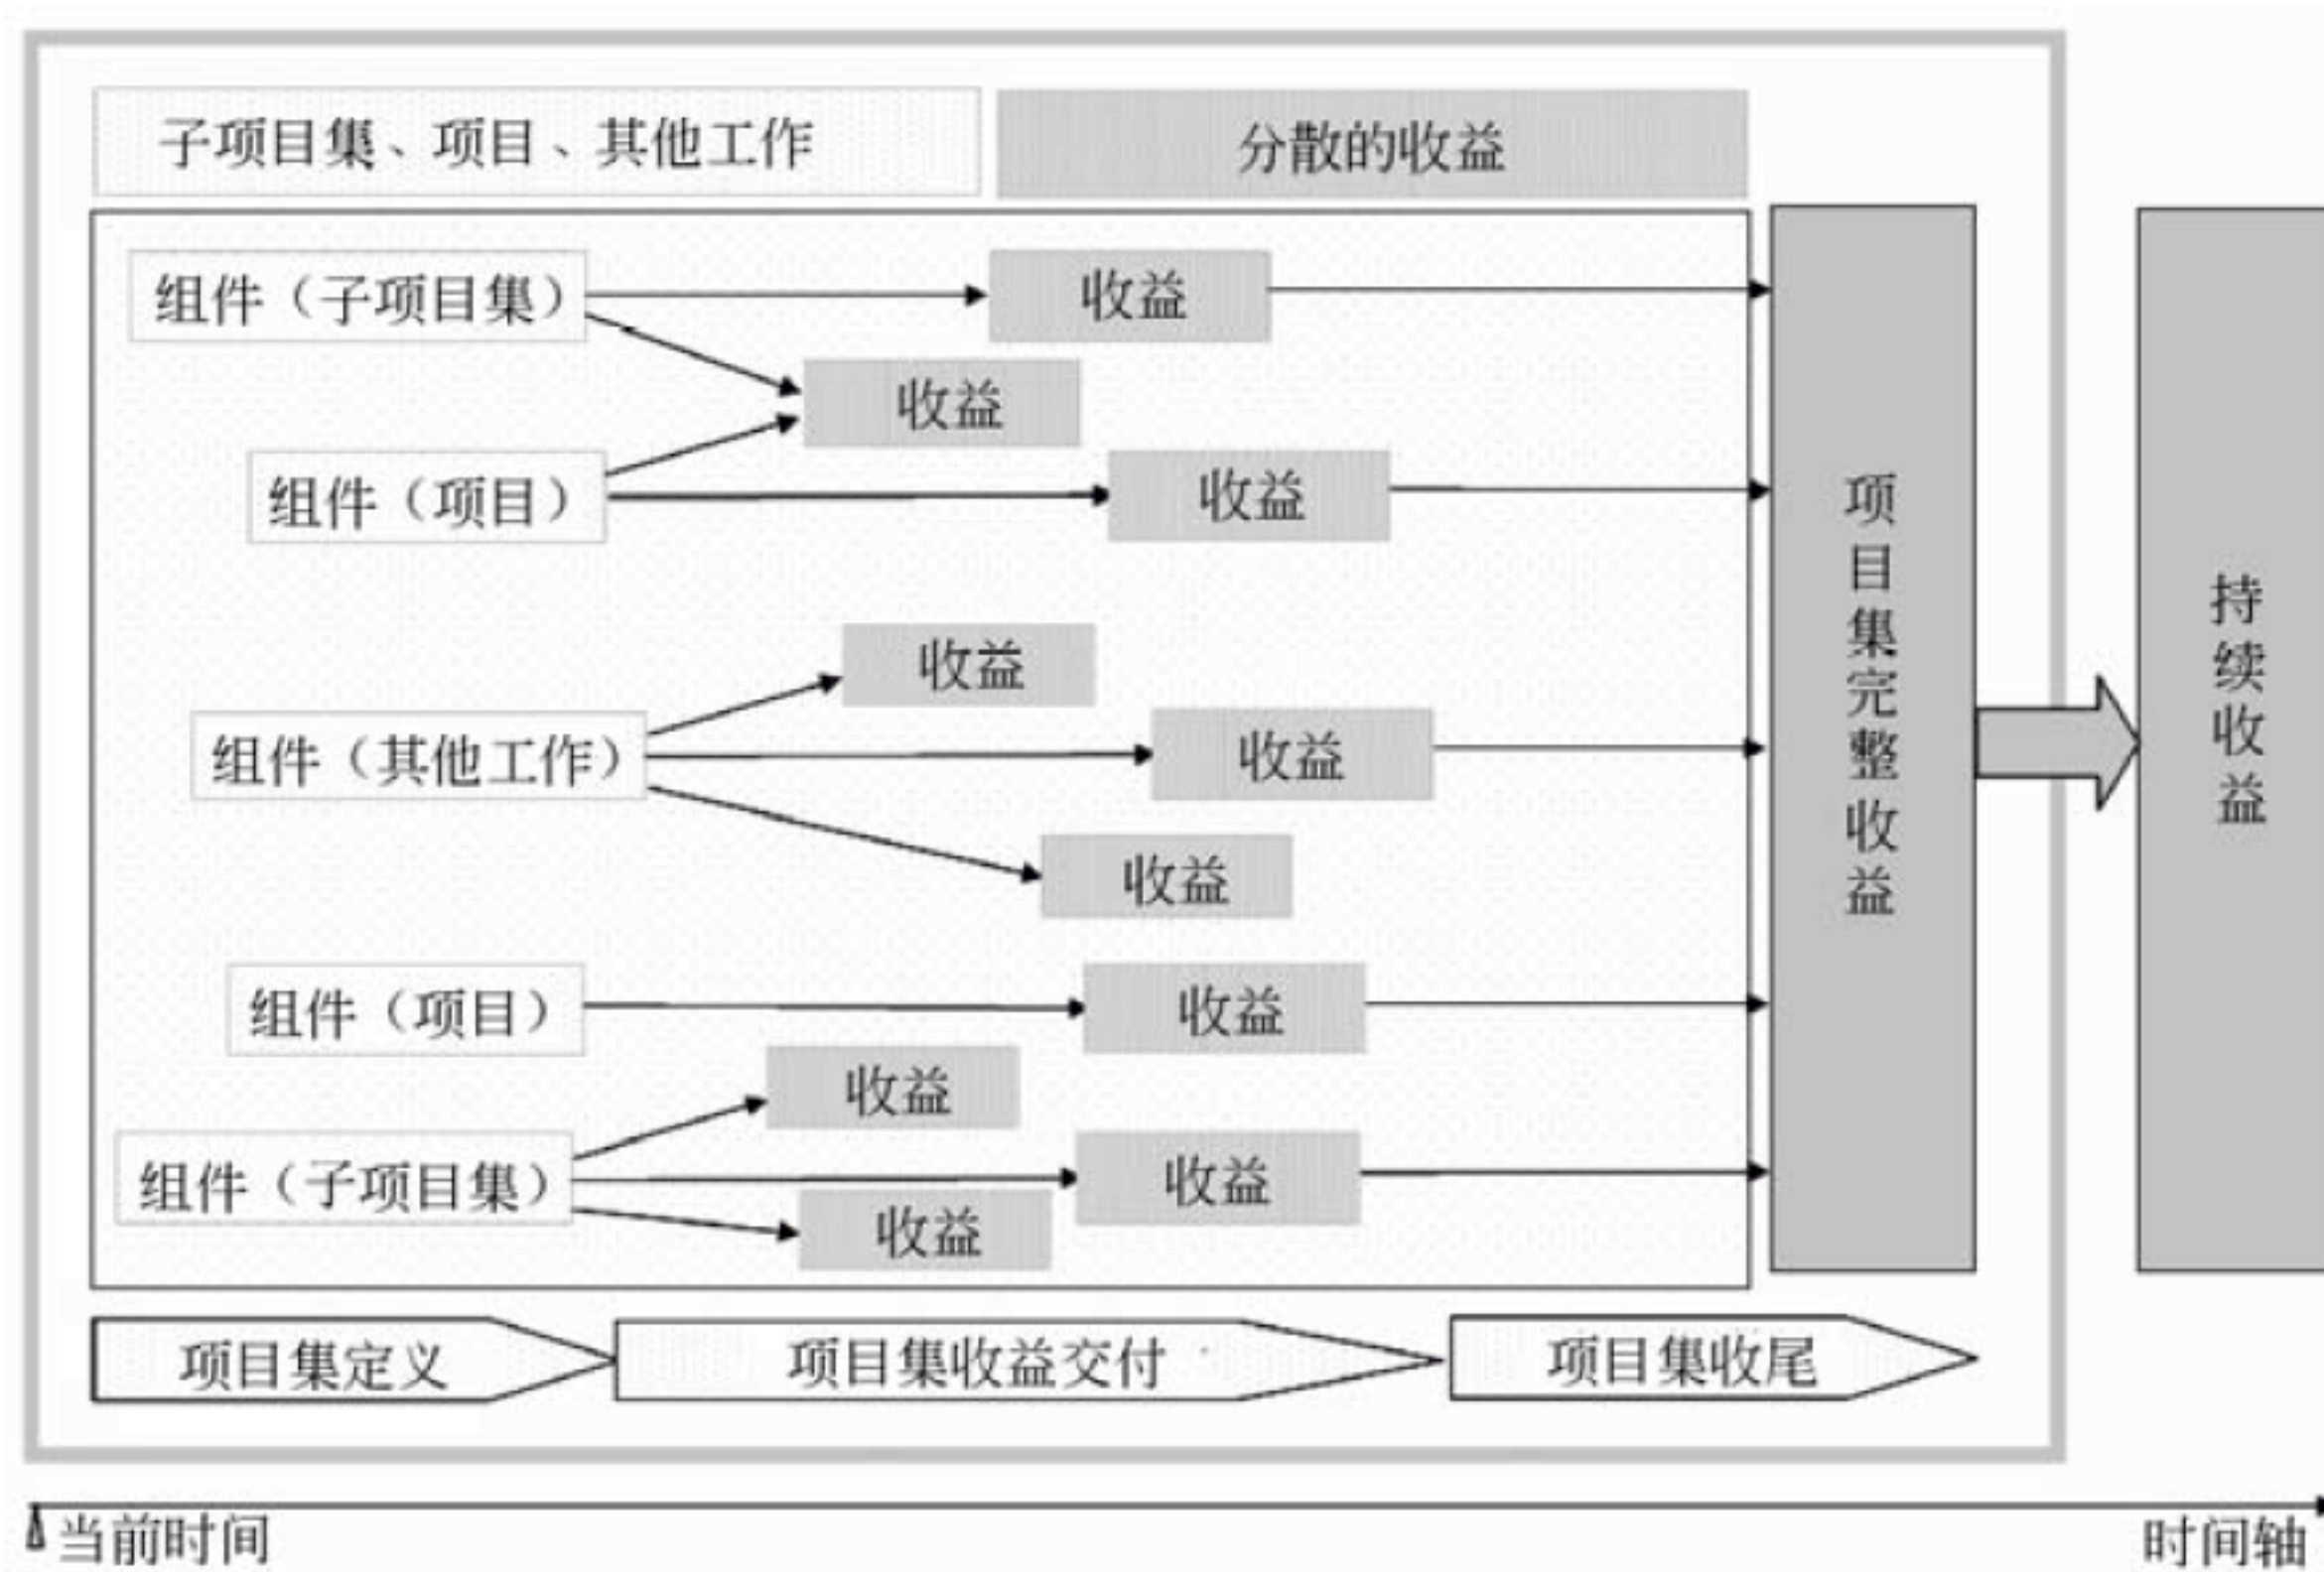 子项目集、项目、其他工作
分散的收益
组件（子项目集）
收益
收益
组件（项目）
收益
收益
组件（其他工作）
收益
收益
组件（项目）
收益
收益
组件（子项目集）
收益
收益
项目集完整收益
持续收益
项目集定义
项目集收益交付
项目集收尾
当前时间
时间轴